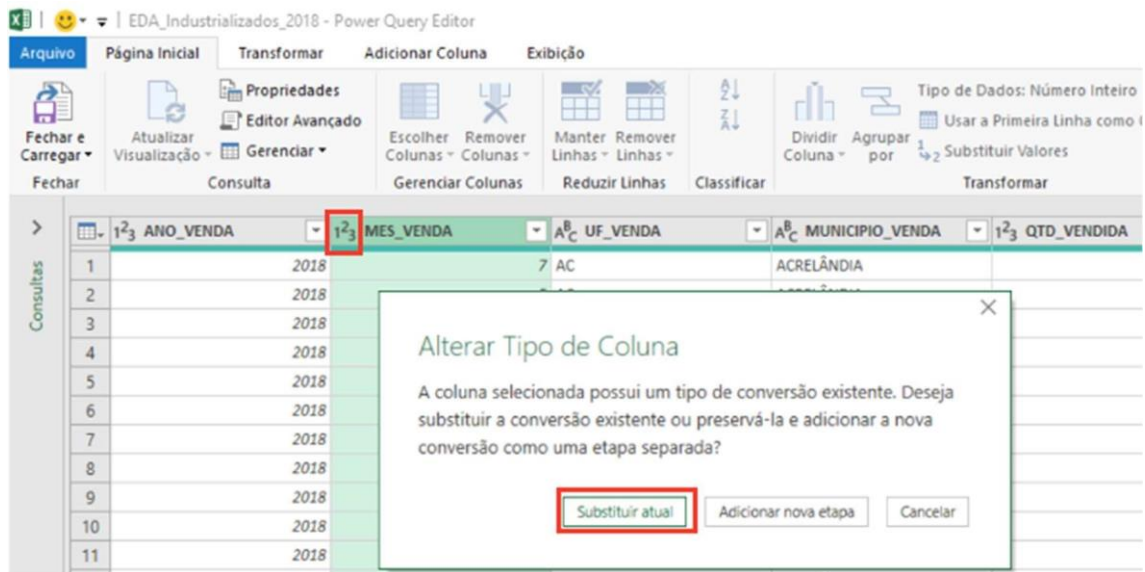 EDA_Industrializados_2018 - Power Query Editor
Arquivo Página Inicial Transformar Adicionar Coluna Exibição
Fechar e Carregar
Fechar
Atualizar Visualização
Propriedades
Editor Avançado
Gerenciar
Consulta
Escolher Colunas
Remover Colunas
Gerenciar Colunas
Manter Linhas
Remover Linhas
Reduzir Linhas
Classificar
Dividir Coluna
Agrupar por
Tipo de Dados: Número Inteiro
Usar a Primeira Linha como
Substituir Valores
Transformar
Consultas
ANO_VENDA MES_VENDA UF_VENDA MUNICIPIO_VENDA QTD_VENDIDA
1 2018 7 AC ACRELÂNDIA
2 2018
3 2018
4 2018
5 2018
6 2018
7 2018
8 2018
9 2018
10 2018
11 2018
Alterar Tipo de Coluna
A coluna selecionada possui um tipo de conversão existente. Deseja
substituir a conversão existente ou preservá-la e adicionar a nova
conversão como uma etapa separada?
Substituir atual Adicionar nova etapa Cancelar